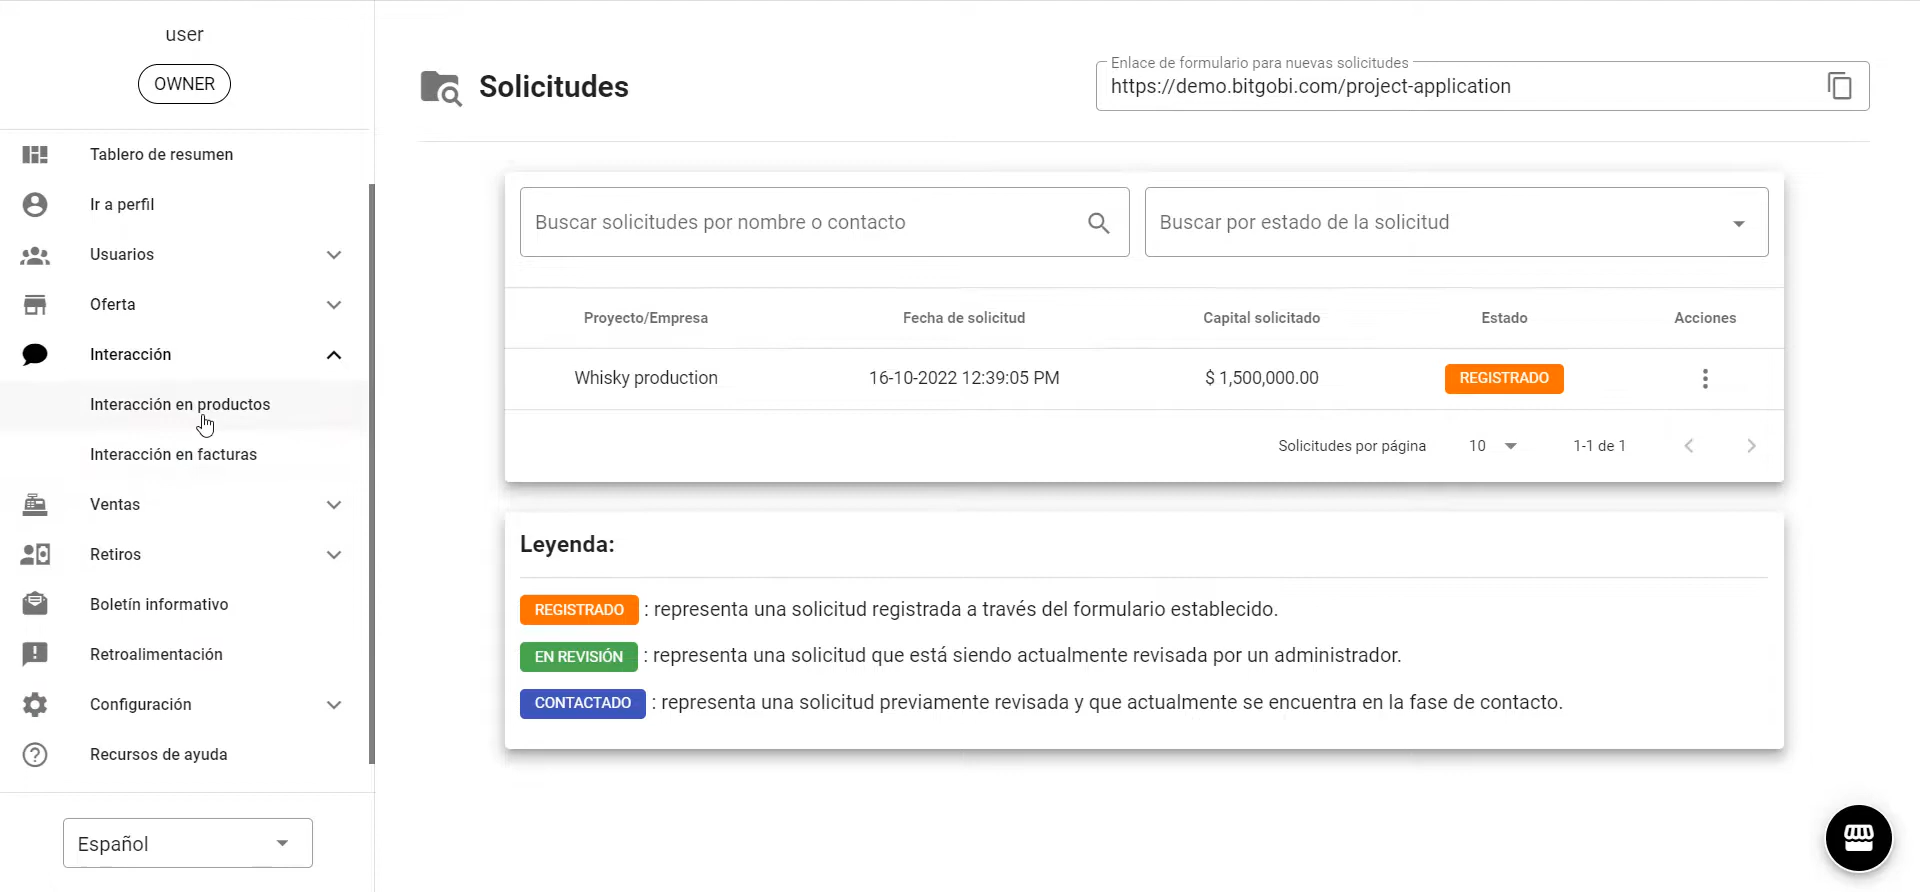 user
OWNER
Tablero de resumen
Ir a perfil
Usuarios
Oferta
Interacción
Interacción en productos
Interacción en facturas
Ventas
Retiros
Boletín informativo
Retroalimentación
Configuración
Recursos de ayuda
Español
Solicitudes
Enlace de formulario para nuevas solicitudes
https://demo.bitgobi.com/project-application
Buscar solicitudes por nombre o contacto
Buscar por estado de la solicitud
Proyecto/Empresa Fecha de solicitud Capital solicitado Estado Acciones
Whisky production 16-10-2022 12:39:05 PM $ 1,500,000.00 REGISTRADO
Solicitudes por página 10 1-1 de 1
Leyenda:
REGISTRADO : representa una solicitud registrada a través del formulario establecido.
EN REVISIÓN : representa una solicitud que está siendo actualmente revisada por un administrador.
CONTACTADO : representa una solicitud previamente revisada y que actualmente se encuentra en la fase de contacto.